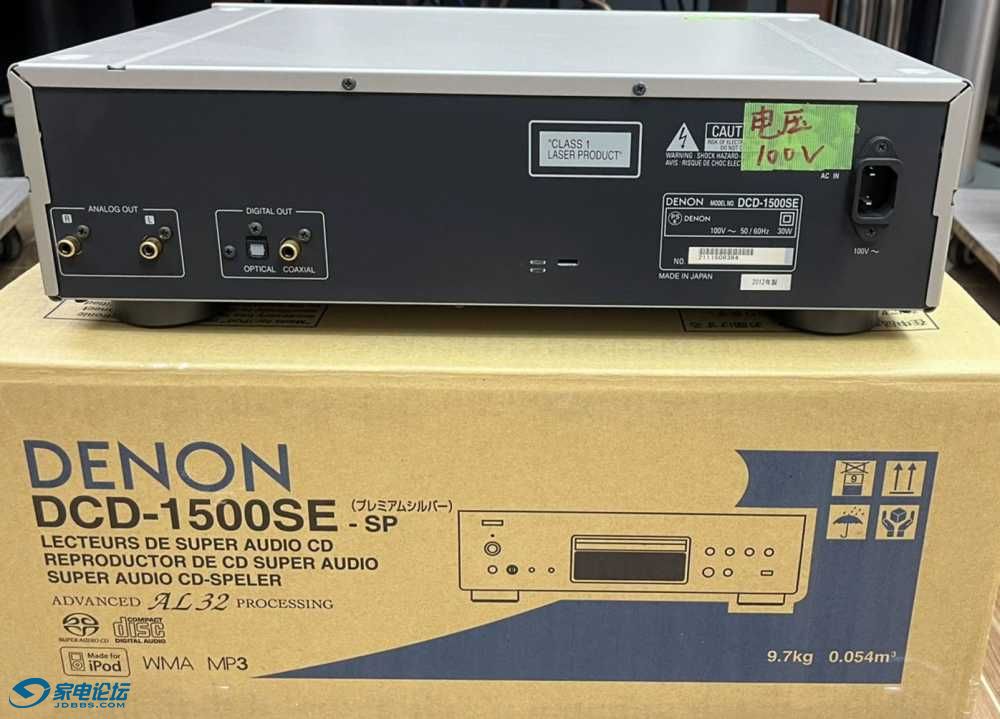 "CLASS 1
LASER PRODUCT"
CAUT
WARNING : SHOCK HAZARD-
AVIS : RISQUE DE CHOC ELEC
电压
100V
AC IN
100V ~
ANALOG OUT
R
L
DIGITAL OUT
OPTICAL
COAXIAL
DENON MODEL NO. DCD-1500SE
PS E DENON
100V ~ 50 / 60Hz 30W
NO.
2111506384
MADE IN JAPAN
2012年製
DENON
DCD-1500SE -SP
(プレミアムシルバー)
LECTEURS DE SUPER AUDIO CD
REPRODUCTOR DE CD SUPER AUDIO
SUPER AUDIO CD-SPELER
ADVANCED AL32 PROCESSING
SUPER AUDIO CD
COMPACT
disc
DIGITAL AUDIO
Made for
iPod
WMA MP3
9
9.7kg 0.054m³
家电论坛
JDBBS.COM